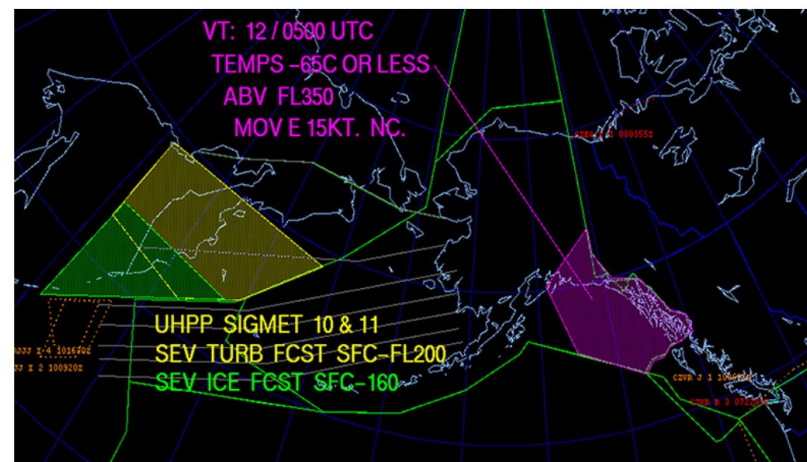 VT: 12 / 0500 UTC
TEMPS -65C OR LESS
ABV FL350
MOV E 15KT. NC.
UHPP SIGMET 10 & 11
SEV TURB FCST SFC-FL200
SEV ICE FCST SFC-160